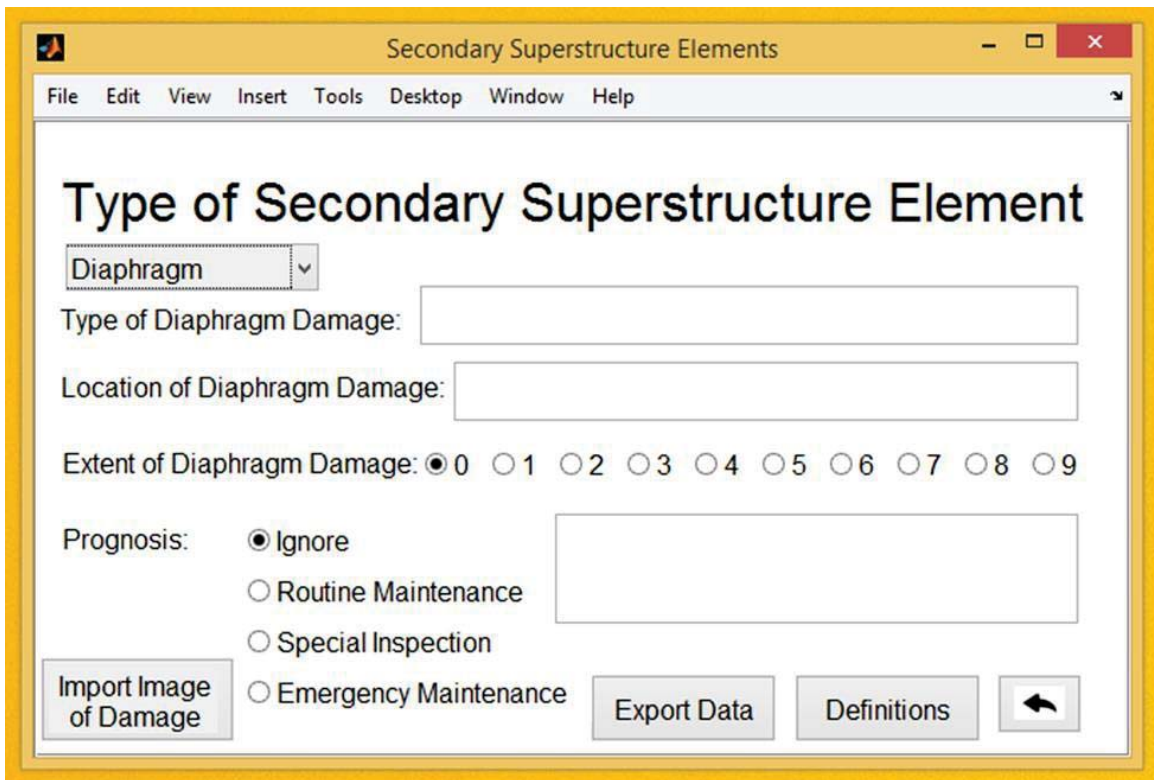 Secondary Superstructure Elements
File Edit View Insert Tools Desktop Window Help
Type of Secondary Superstructure Element
Diaphragm
Type of Diaphragm Damage:
Location of Diaphragm Damage:
Extent of Diaphragm Damage: 0 1 2 3 4 5 6 7 8 9
Prognosis: Ignore
Routine Maintenance
Special Inspection
Emergency Maintenance
Import Image
of Damage
Export Data
Definitions